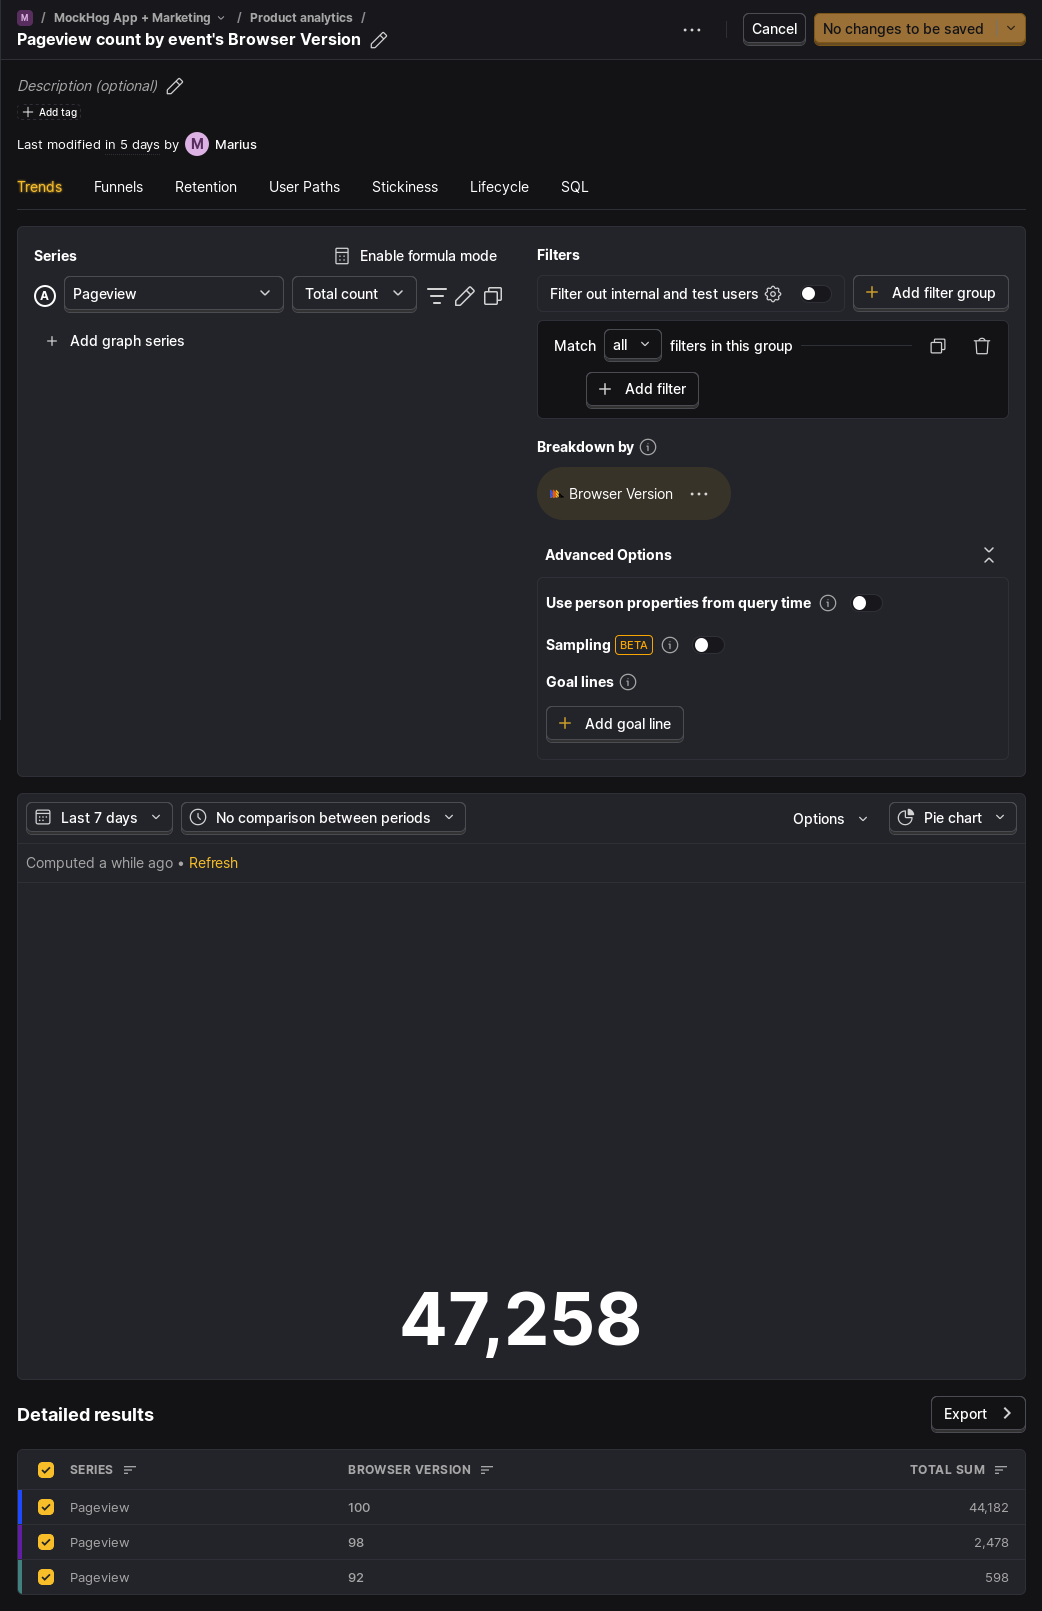 M / MockHog App + Marketing / Product analytics /
Pageview count by event's Browser Version
Cancel
No changes to be saved
Description (optional)
Add tag
Last modified in 5 days by M Marius
Trends Funnels Retention User Paths Stickiness Lifecycle SQL
Series
Enable formula mode
A Pageview Total count
Add graph series
Filters
Filter out internal and test users
Add filter group
Match all filters in this group
Add filter
Breakdown by
Browser Version
Advanced Options
Use person properties from query time
Sampling BETA
Goal lines
Add goal line
Last 7 days No comparison between periods Options Pie chart
Computed a while ago • Refresh
47,258
Detailed results
Export
SERIES BROWSER VERSION TOTAL SUM
Pageview 100 44,182
Pageview 98 2,478
Pageview 92 598